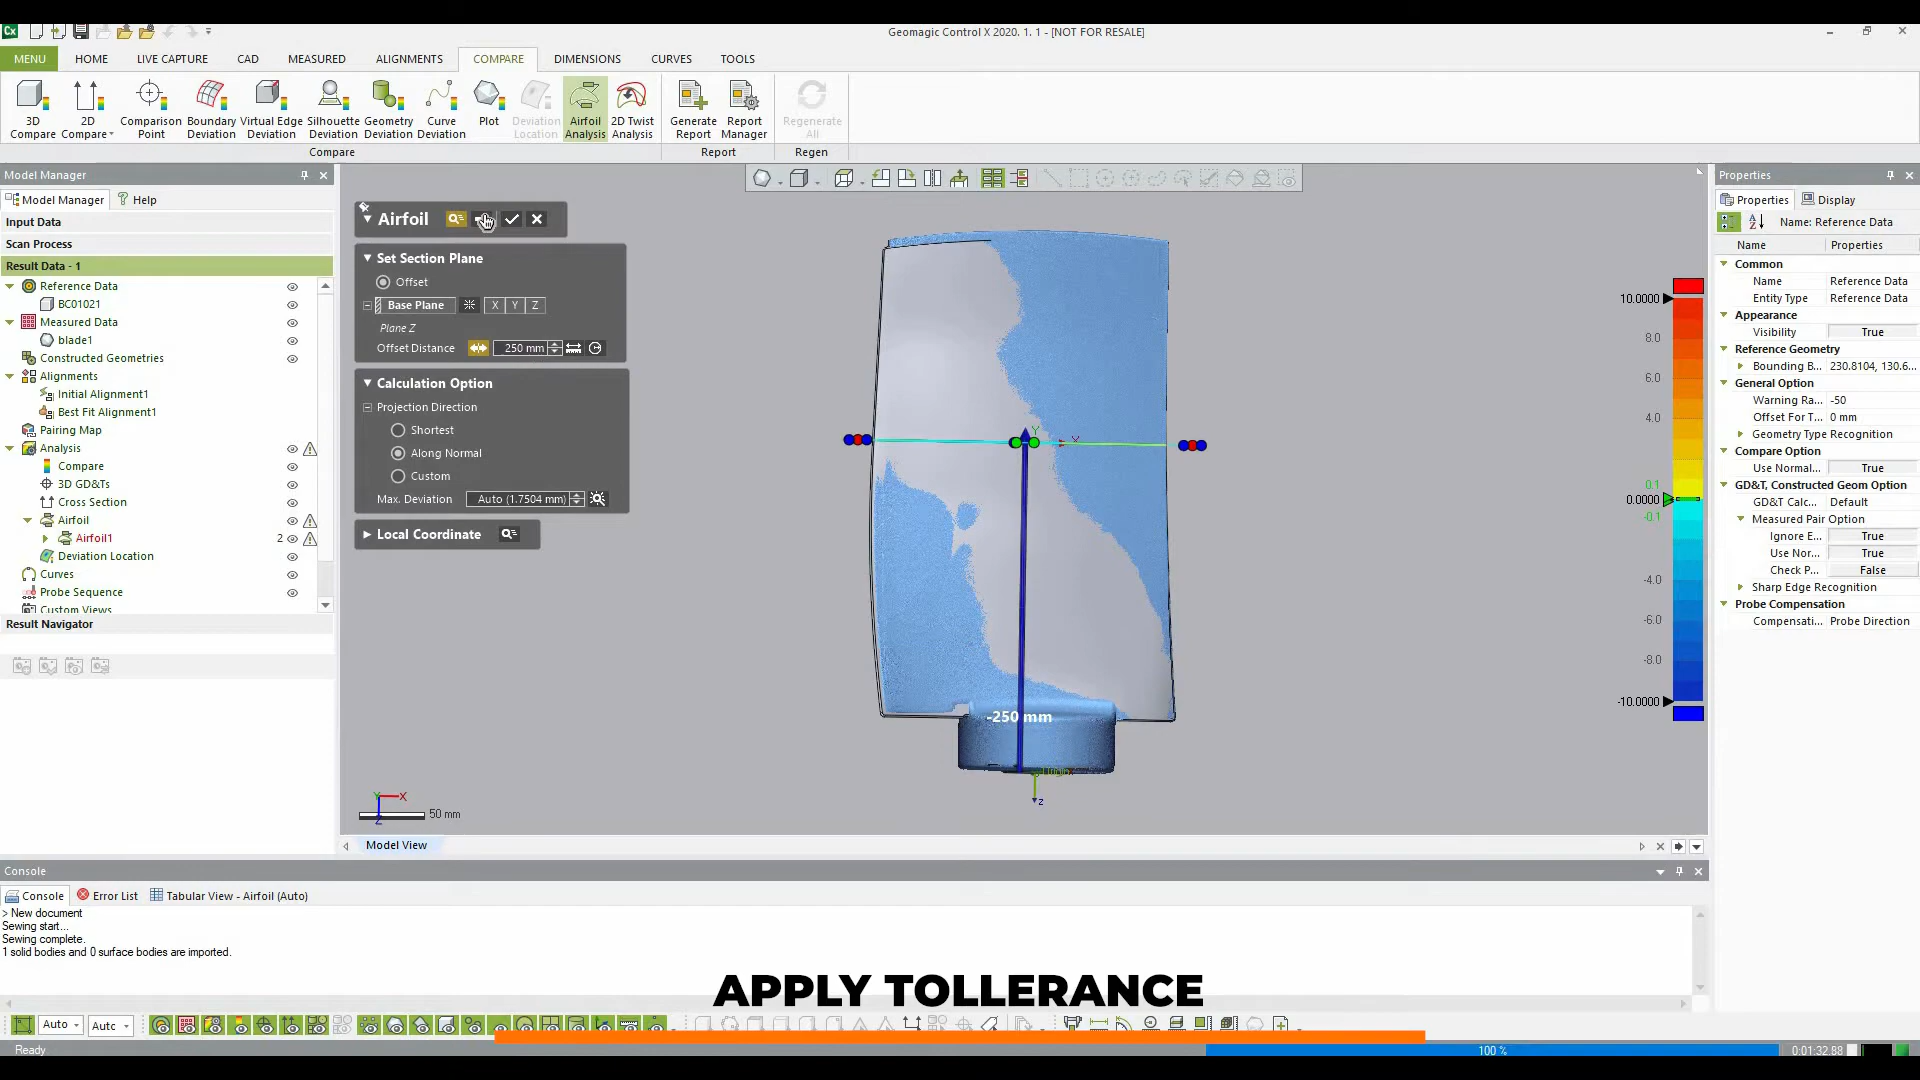 Cx
Geomagic Control X 2020. 1. 1 - [NOT FOR RESALE]
MENU HOME LIVE CAPTURE CAD MEASURED ALIGNMENTS COMPARE DIMENSIONS CURVES TOOLS
3D Compare
2D Compare
Comparison Point
Boundary Deviation
Virtual Edge Deviation
Silhouette Deviation
Geometry Deviation
Curve Deviation
Plot
Deviation Location
Airfoil Analysis
2D Twist Analysis
Generate Report
Report Manager
Regenerate All
Compare Report Regen
Model Manager
Model Manager Help
Input Data
Scan Process
Result Data - 1
Reference Data
BC01021
Measured Data
blade1
Constructed Geometries
Alignments
Initial Alignment1
Best Fit Alignment1
Pairing Map
Analysis
Compare
3D GD&Ts
Cross Section
Airfoil
Airfoil1 2
Deviation Location
Curves
Probe Sequence
Custom Views
Result Navigator
Airfoil
Set Section Plane
Offset
Base Plane X Y Z
Plane Z
Offset Distance 250 mm
Calculation Option
Projection Direction
Shortest
Along Normal
Custom
Max. Deviation Auto (1.7504 mm)
Local Coordinate
Y
X
-250 mm
Z
Y X
Z
50 mm
10.0000
8.0
6.0
4.0
0.1
0.0000
-0.1
-4.0
-6.0
-8.0
-10.0000
Properties
Properties Display
Name: Reference Data
Name Properties
Common
Name Reference Data
Entity Type Reference Data
Appearance
Visibility True
Reference Geometry
Bounding B... 230.8104, 130.6...
General Option
Warning Ra... -50
Offset For T... 0 mm
Geometry Type Recognition
Compare Option
Use Normal... True
GD&T, Constructed Geom Option
GD&T Calc... Default
Measured Pair Option
Ignore E... True
Use Nor... True
Check P... False
Sharp Edge Recognition
Probe Compensation
Compensati... Probe Direction
Model View
Console
Console Error List Tabular View - Airfoil (Auto)
> New document
Sewing start...
Sewing complete.
1 solid bodies and 0 surface bodies are imported.
APPLY TOLLERANCE
Auto Autc
Ready 100 % 0:01:32.88